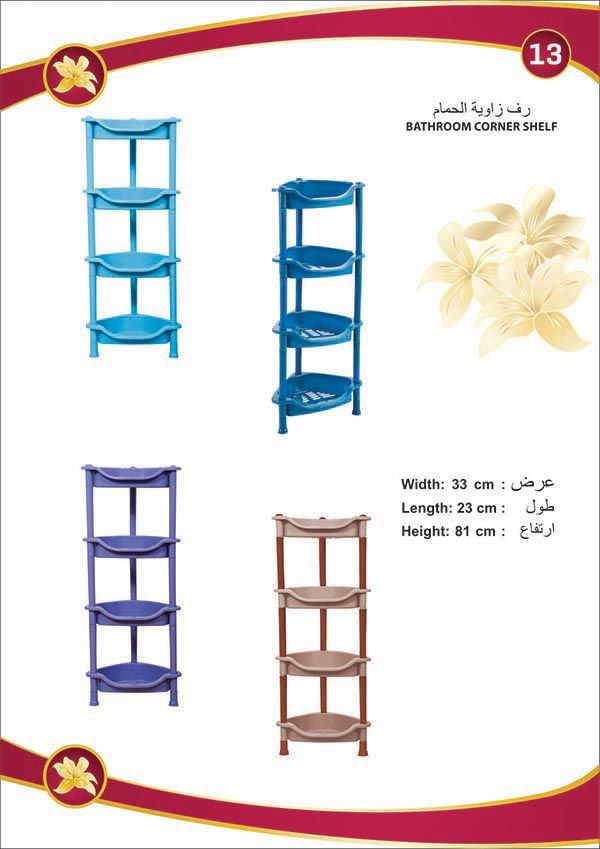 13
رف زاوية الحمام
BATHROOM CORNER SHELF
Width: 33 cm : عرض
Length: 23 cm : طول
Height: 81 cm : ارتفاع